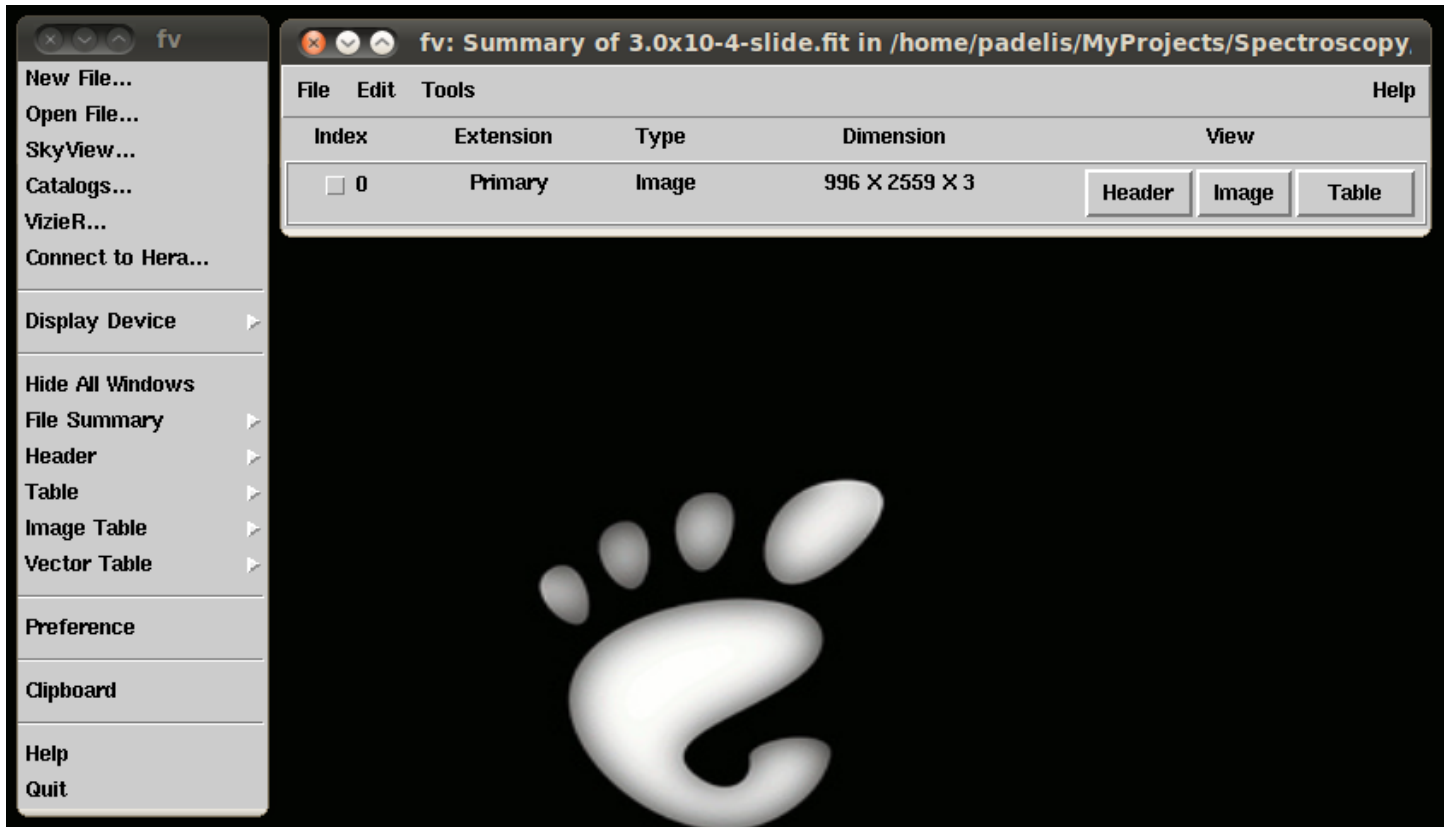 fv
New File...
Open File...
SkyView...
Catalogs...
VizieR...
Connect to Hera...
Display Device
Hide All Windows
File Summary
Header
Table
Image Table
Vector Table
Preference
Clipboard
Help
Quit
fv: Summary of 3.0x10-4-slide.fit in /home/padelis/MyProjects/Spectroscopy
File Edit Tools Help
Index Extension Type Dimension View
0 Primary Image 996 X 2559 X 3 Header Image Table